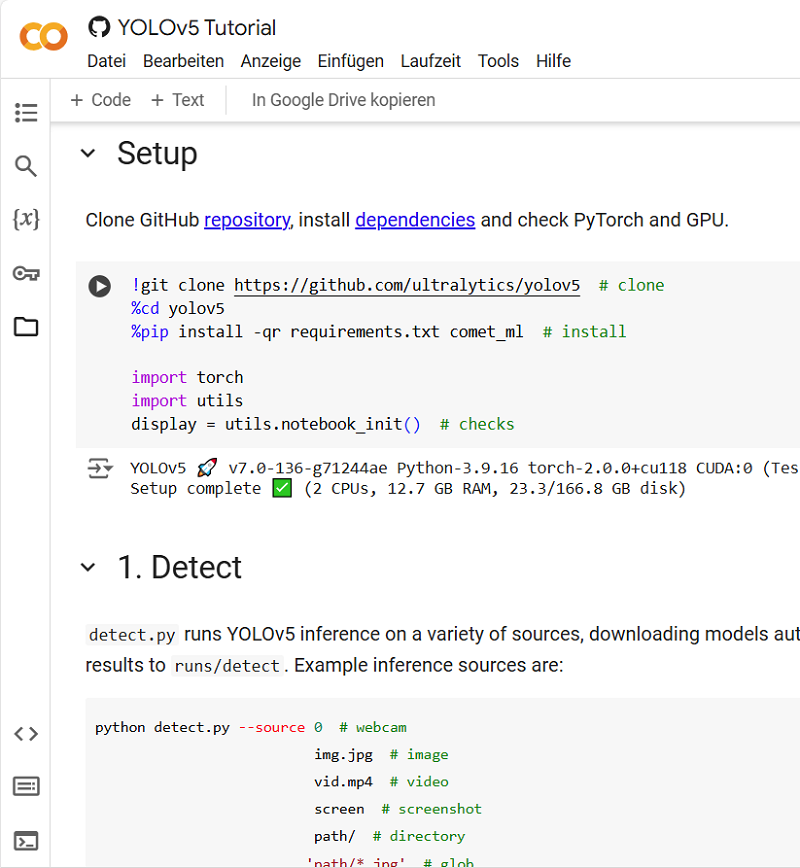 YOLOv5 Tutorial
Datei Bearbeiten Anzeige Einfügen Laufzeit Tools Hilfe
+ Code + Text In Google Drive kopieren
Setup
Clone GitHub repository, install dependencies and check PyTorch and GPU.
!git clone https://github.com/ultralytics/yolov5 # clone
%cd yolov5
%pip install -qr requirements.txt comet_ml # install
import torch
import utils
display = utils.notebook_init() # checks
YOLOv5 🚀 v7.0-136-g71244ae Python-3.9.16 torch-2.0.0+cu118 CUDA:0 (Tes
Setup complete ✅ (2 CPUs, 12.7 GB RAM, 23.3/166.8 GB disk)
1. Detect
detect.py runs YOLOv5 inference on a variety of sources, downloading models aut
results to runs/detect. Example inference sources are:
python detect.py --source 0 # webcam
img.jpg # image
vid.mp4 # video
screen # screenshot
path/ # directory
'path/*.jpg' # glob